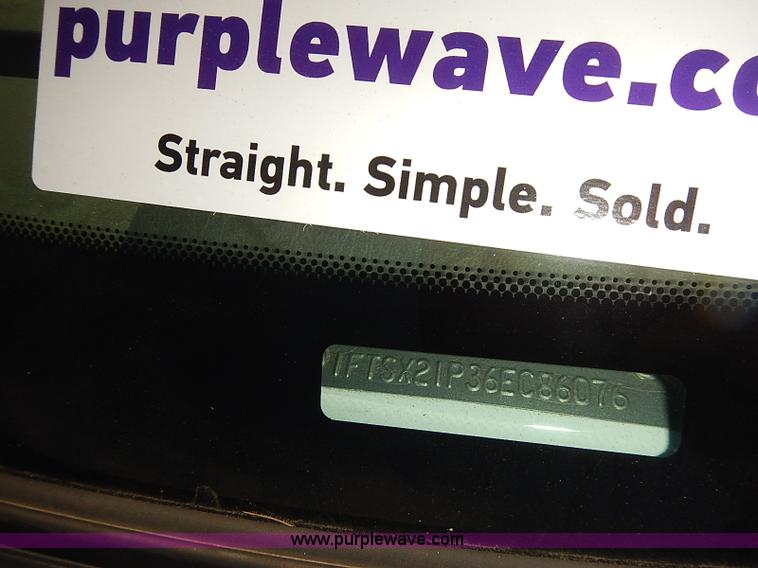 purplewave.co
Straight. Simple. Sold.
1FTSX21P36EC86076
www.purplewave.com